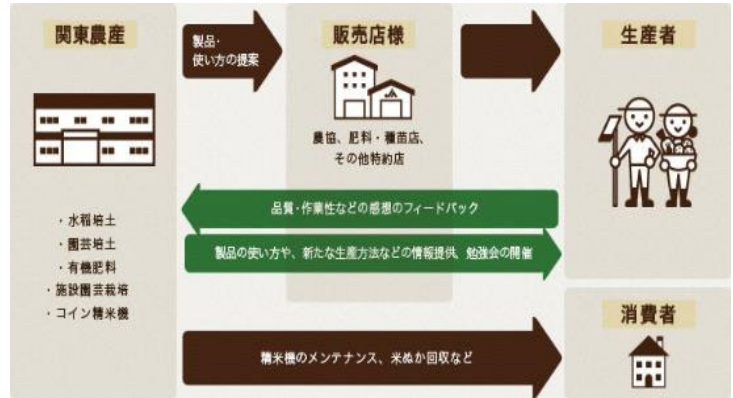 関東農産
製品・
使い方の提案
販売店様
生産者
農協、肥料・種苗店、
その他特約店
品質・作業性などの感想のフィードバック
製品の使い方や、新たな生産方法などの情報提供、勉強会の開催
・水稲培土
・園芸培土
・有機肥料
・施設園芸栽培
・コイン精米機
消費者
精米機のメンテナンス、米ぬか回収など